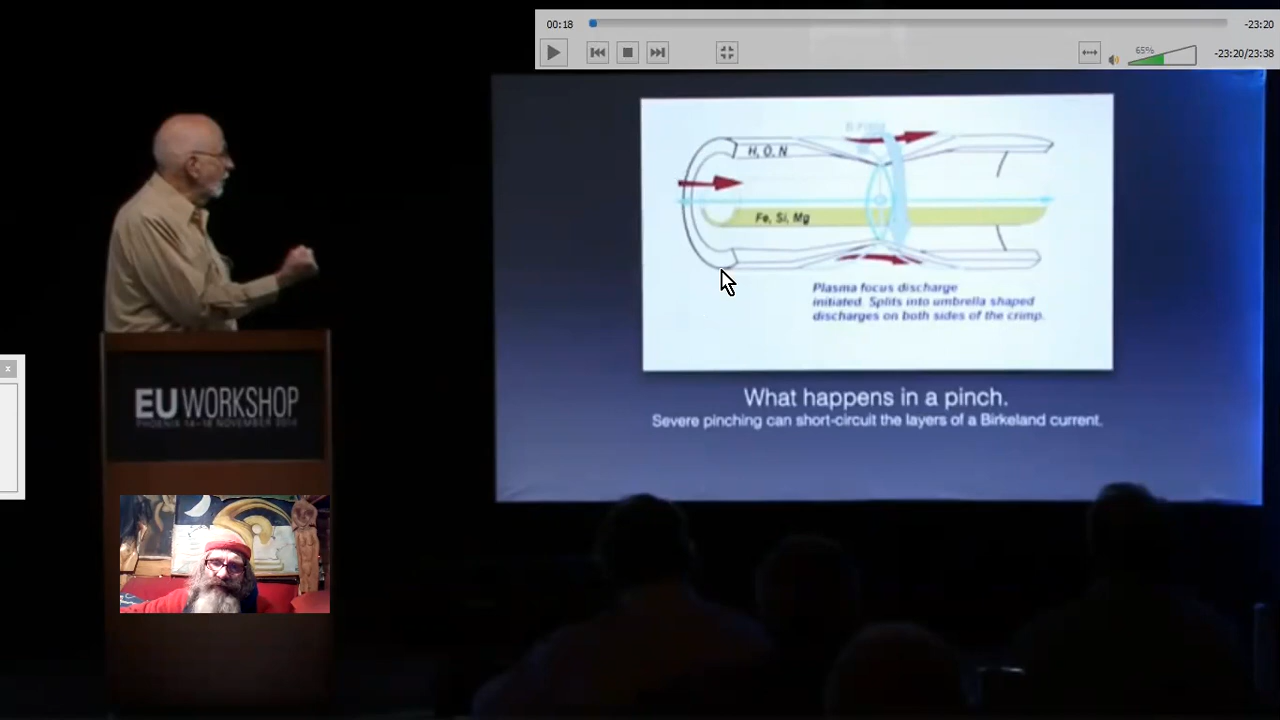 00:18
-23:20
65%
-23:20/23:38
H, O, N
Fe, Si, Mg
Plasma focus discharge
initiated. Splits into umbrella shaped
discharges on both sides of the crimp.
What happens in a pinch.
Severe pinching can short-circuit the layers of a Birkeland current.
EU WORKSHOP
x